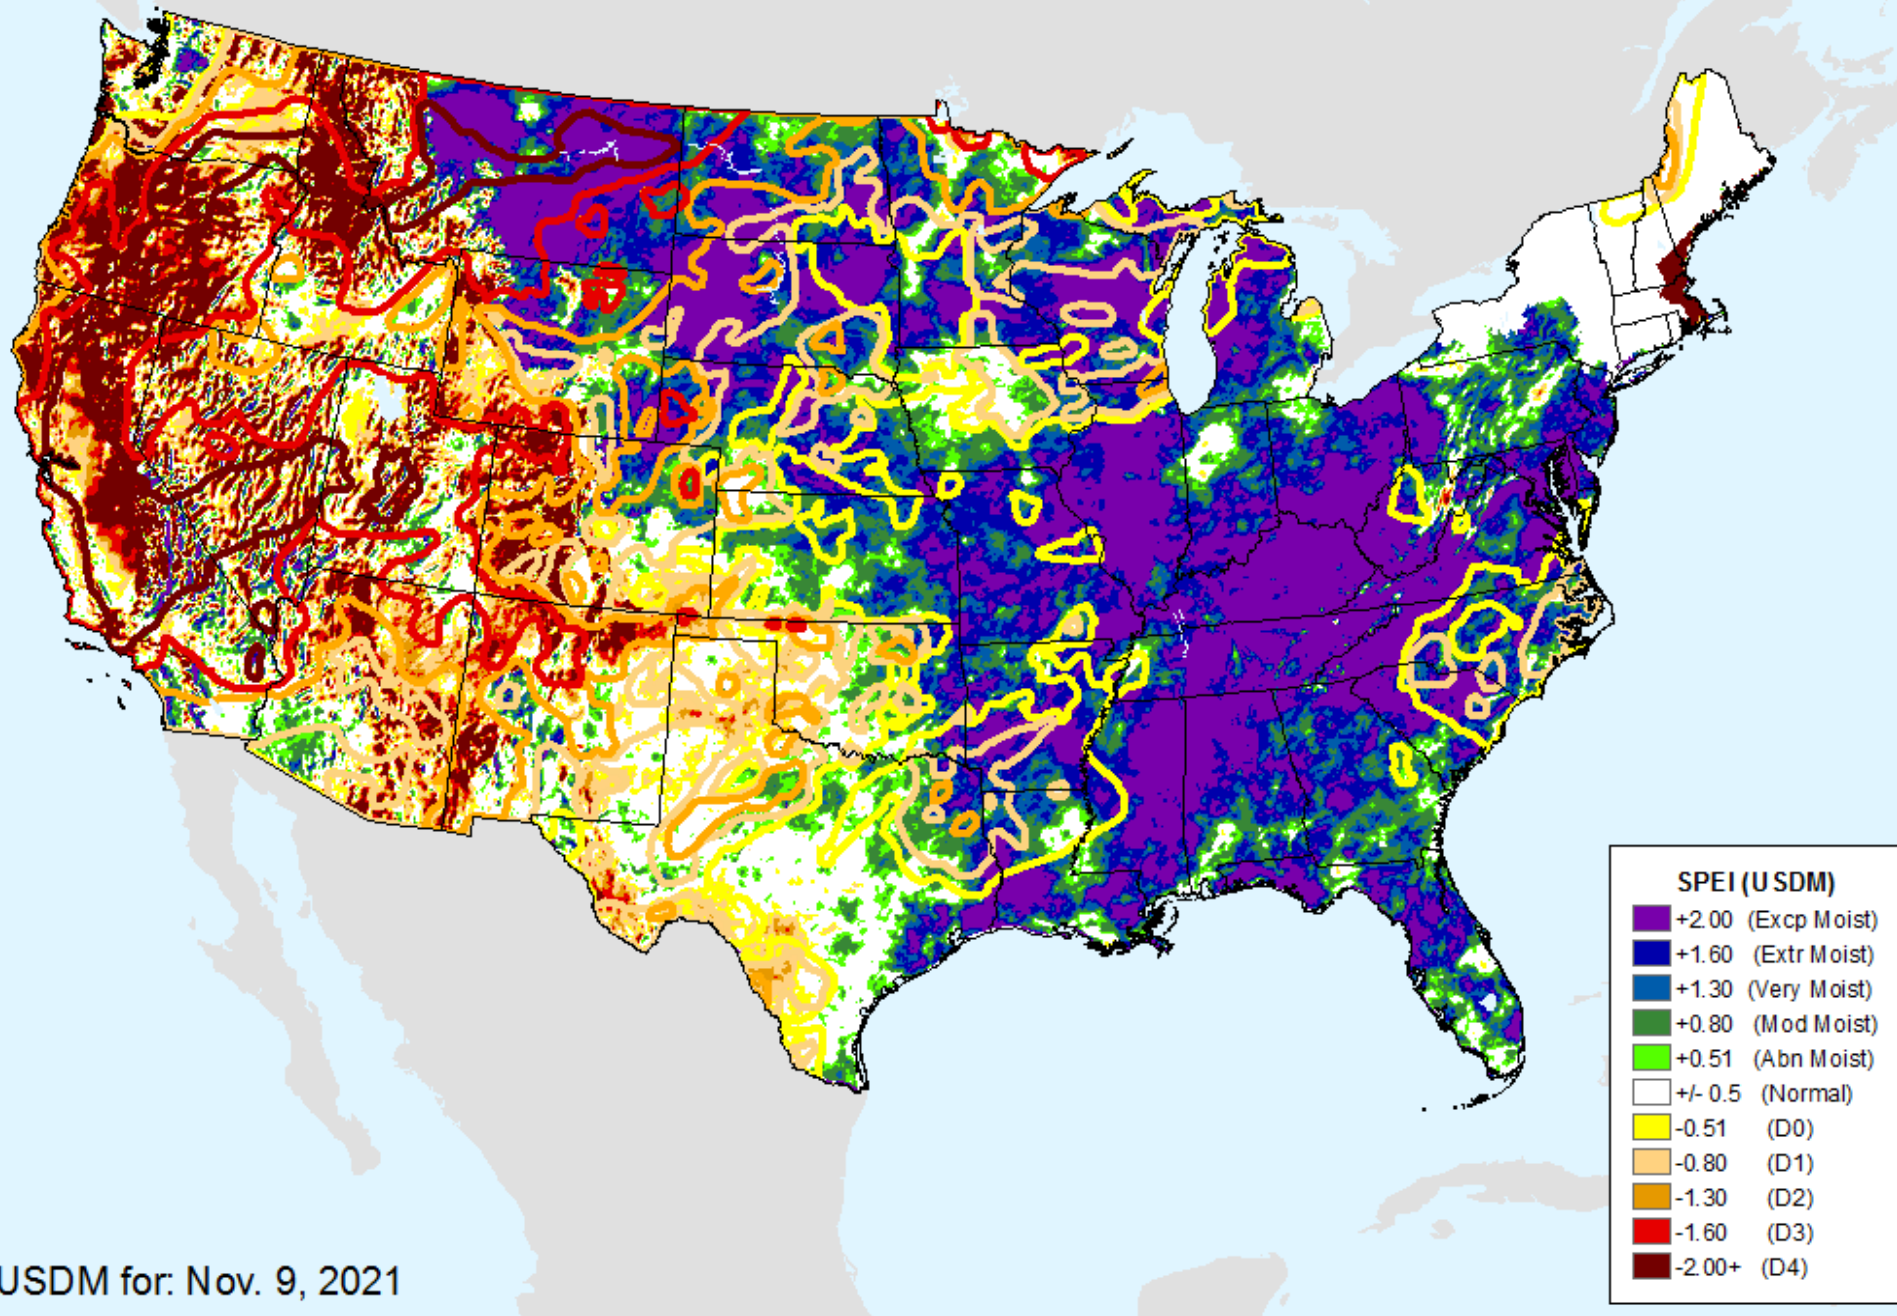 SPEI (USDM)
+2.00 (Excp Moist)
+1.60 (Extr Moist)
+1.30 (Very Moist)
+0.80 (Mod Moist)
+0.51 (Abn Moist)
+/- 0.5 (Normal)
-0.51 (D0)
-0.80 (D1)
-1.30 (D2)
-1.60 (D3)
-2.00+ (D4)
USDM for: Nov. 9, 2021